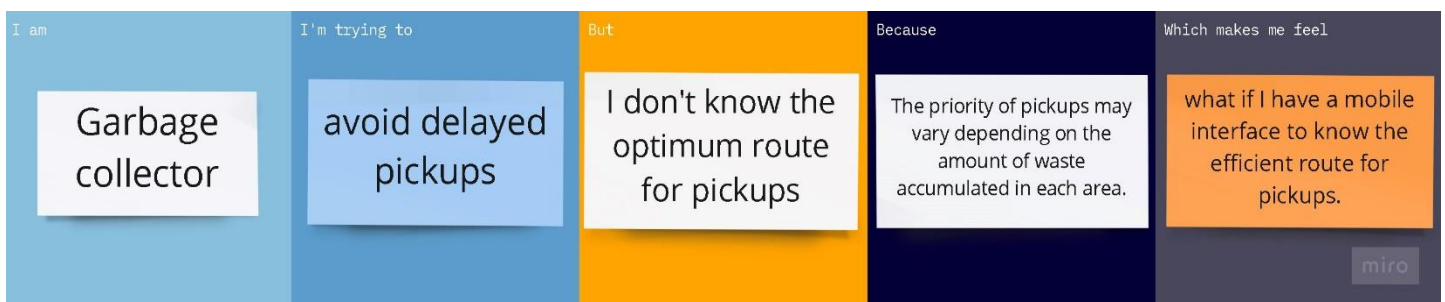 I am
Garbage
collector
I'm trying to
avoid delayed
pickups
But
I don't know the
optimum route
for pickups
Because
The priority of pickups may
vary depending on the
amount of waste
accumulated in each area.
Which makes me feel
what if I have a mobile
interface to know the
efficient route for
pickups.
miro